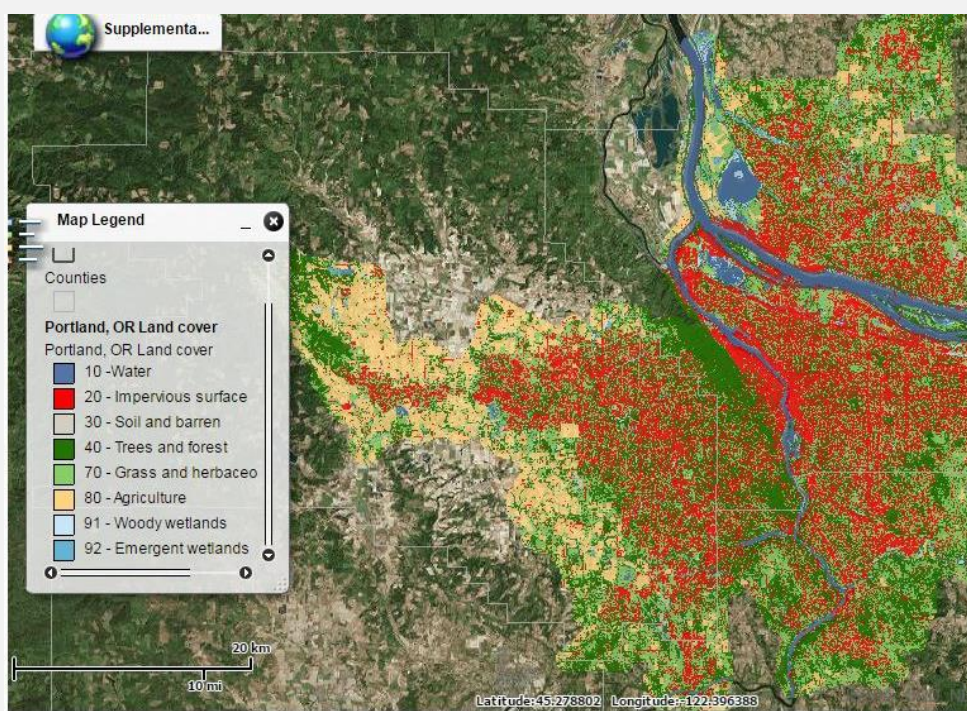 Supplementa...
Map Legend
Counties
Portland, OR Land cover
Portland, OR Land cover
10 -Water
20 - Impervious surface
30 - Soil and barren
40 - Trees and forest
70 - Grass and herbaceo
80 - Agriculture
91 - Woody wetlands
92 - Emergent wetlands
20 km
10 mi
Latitude:45.278802 Longitude:-122.396388